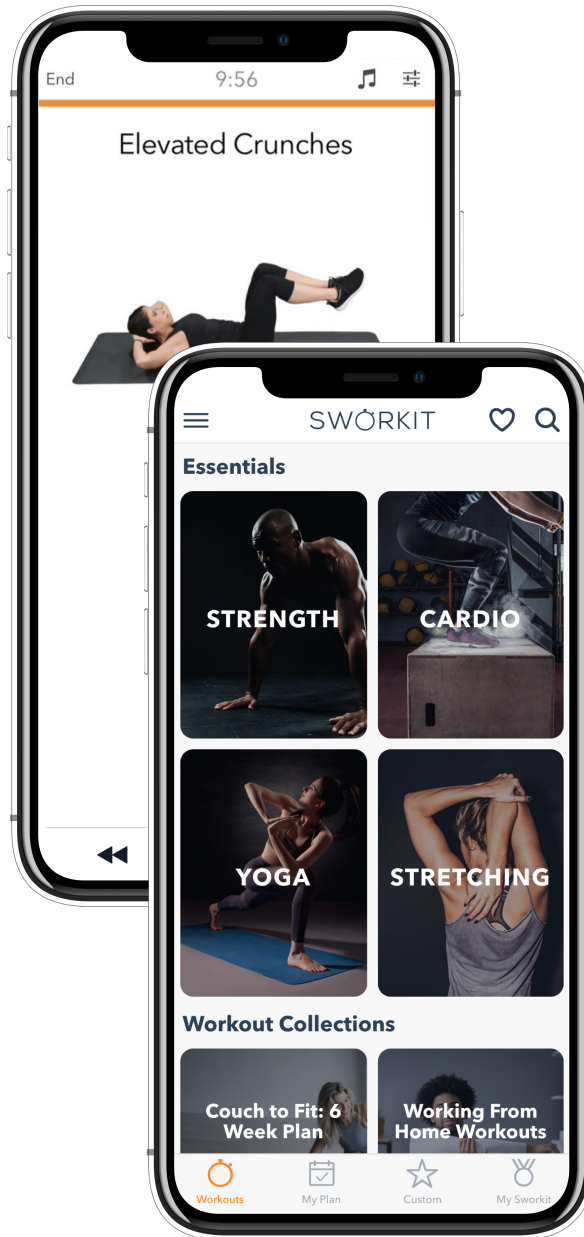 End
9:56
Elevated Crunches
SWORKIT
Essentials
STRENGTH
CARDIO
YOGA
STRETCHING
Workout Collections
Couch to Fit: 6
Week Plan
Working From
Home Workouts
Workouts
My Plan
Custom
My Sworkit